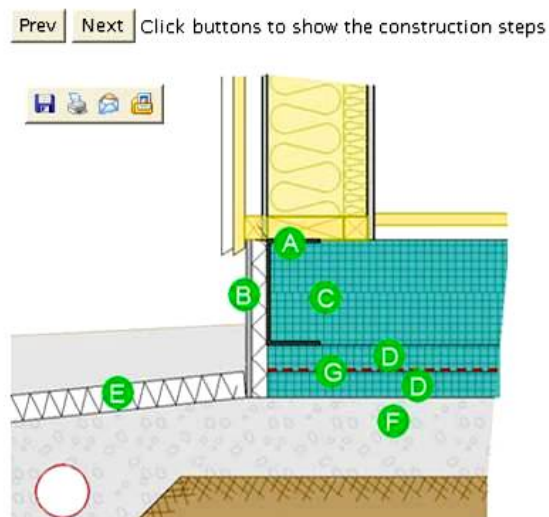 Prev Next Click buttons to show the construction steps
A
B
C
D
G
D
E
F